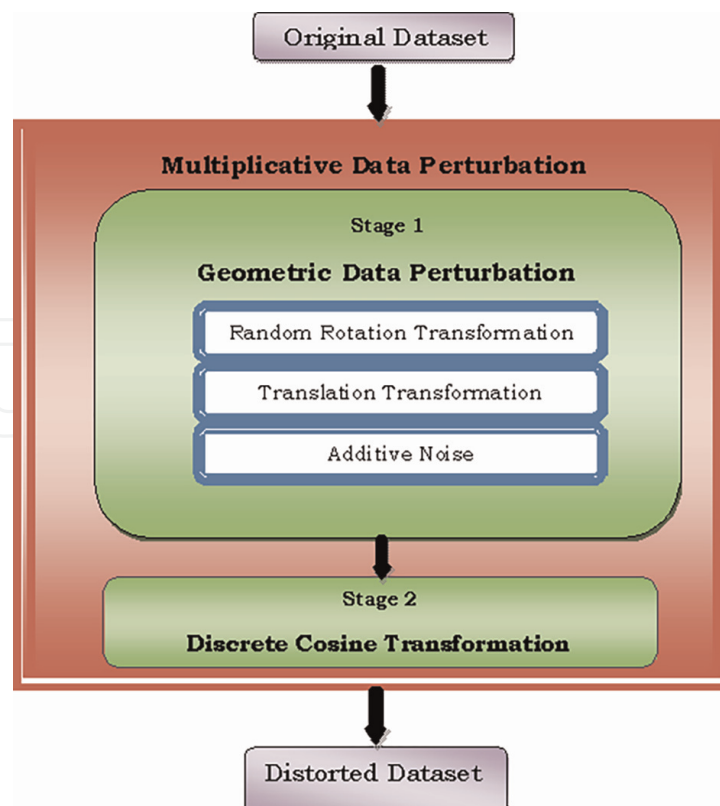 Original Dataset
Multiplicative Data Perturbation
Stage 1
Geometric Data Perturbation
Random Rotation Transformation
Translation Transformation
Additive Noise
Stage 2
Discrete Cosine Transformation
Distorted Dataset